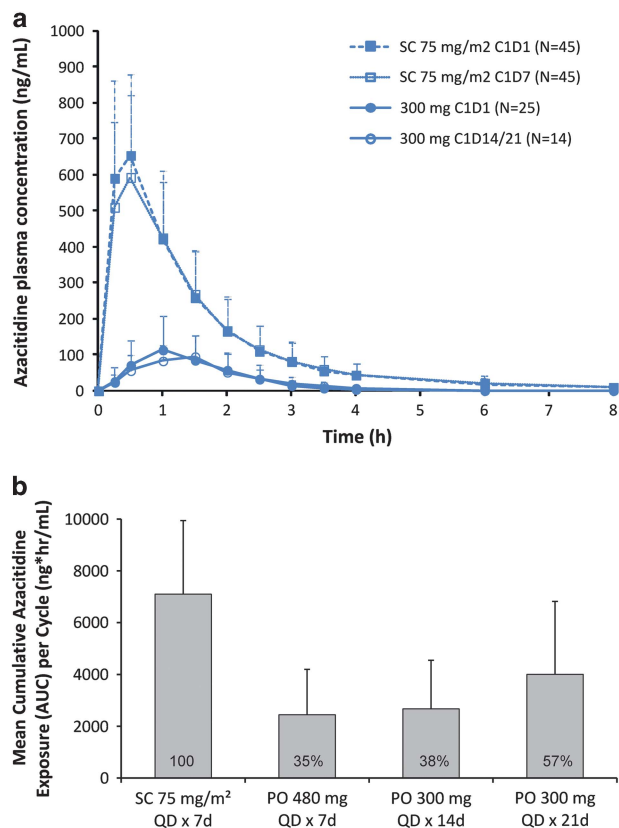 a
Azacitidine plasma concentration (ng/mL)
1000
900
800
700
600
500
400
300
200
100
0
SC 75 mg/m2 C1D1 (N=45)
SC 75 mg/m2 C1D7 (N=45)
300 mg C1D1 (N=25)
300 mg C1D14/21 (N=14)
0 1 2 3 4 5 6 7 8
Time (h)
b
Mean Cumulative Azacitidine
Exposure (AUC) per Cycle (ng*hr/mL)
10000
8000
6000
4000
2000
0
100 35% 38% 57%
SC 75 mg/m² PO 480 mg PO 300 mg PO 300 mg
QD x 7d QD x 7d QD x 14d QD x 21d